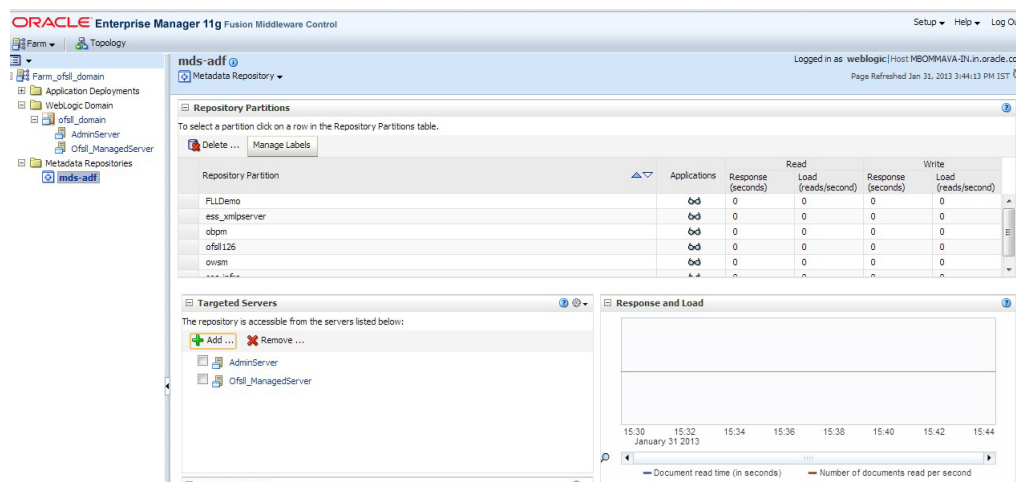 ORACLE Enterprise Manager 11g Fusion Middleware Control
Setup Help Log Ou
Farm Topology
Farm_ofsll_domain
Application Deployments
WebLogic Domain
ofsll_domain
AdminServer
Ofsll_ManagedServer
Metadata Repositories
mds-adf
mds-adf
Metadata Repository
Logged in as weblogic|Host MBOMMAVA-IN.in.oracle.co
Page Refreshed Jan 31, 2013 3:44:13 PM IST
Repository Partitions
To select a partition click on a row in the Repository Partitions table.
Delete ... Manage Labels
Repository Partition Applications Read Write
Response (seconds) Load (reads/second) Response (seconds) Load (reads/second)
FLLDemo 0 0 0 0
ess_xmlpserver 0 0 0 0
obpm 0 0 0 0
ofsll126 0 0 0 0
owsm 0 0 0 0
Targeted Servers
The repository is accessible from the servers listed below:
Add ... Remove ...
AdminServer
Ofsll_ManagedServer
Response and Load
15:30 15:32 15:34 15:36 15:38 15:40 15:42 15:44
January 31 2013
Document read time (in seconds) Number of documents read per second